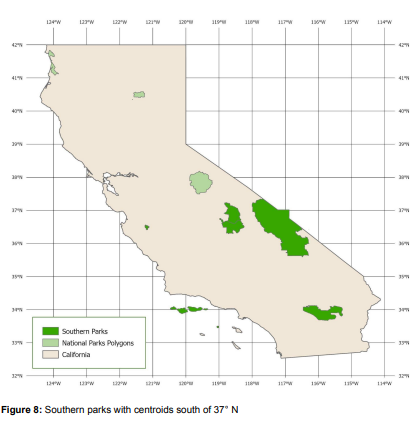 124°W 123°W 122°W 121°W 120°W 119°W 118°W 117°W 116°W 115°W 114°W
42°N 42°N
41°N 41°N
40°N 40°N
39°N 39°N
38°N 38°N
37°N 37°N
36°N 36°N
35°N 35°N
34°N 34°N
Southern Parks
33°N National Parks Polygons 33°N
California
32°N 32°N
124°W 123°W 122°W 121°W 120°W 119°W 118°W 117°W 116°W 115°W 114°W
Figure 8: Southern parks with centroids south of 37° N